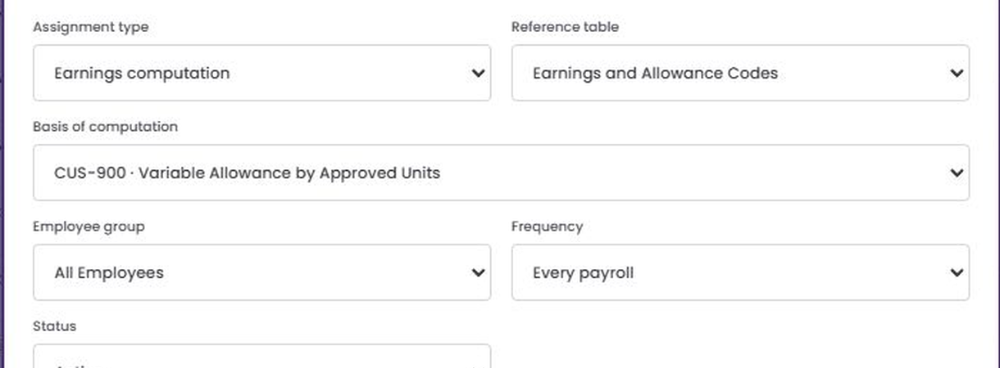 Assignment type
Reference table
Earnings computation
Earnings and Allowance Codes
Basis of computation
CUS-900 · Variable Allowance by Approved Units
Employee group
Frequency
All Employees
Every payroll
Status